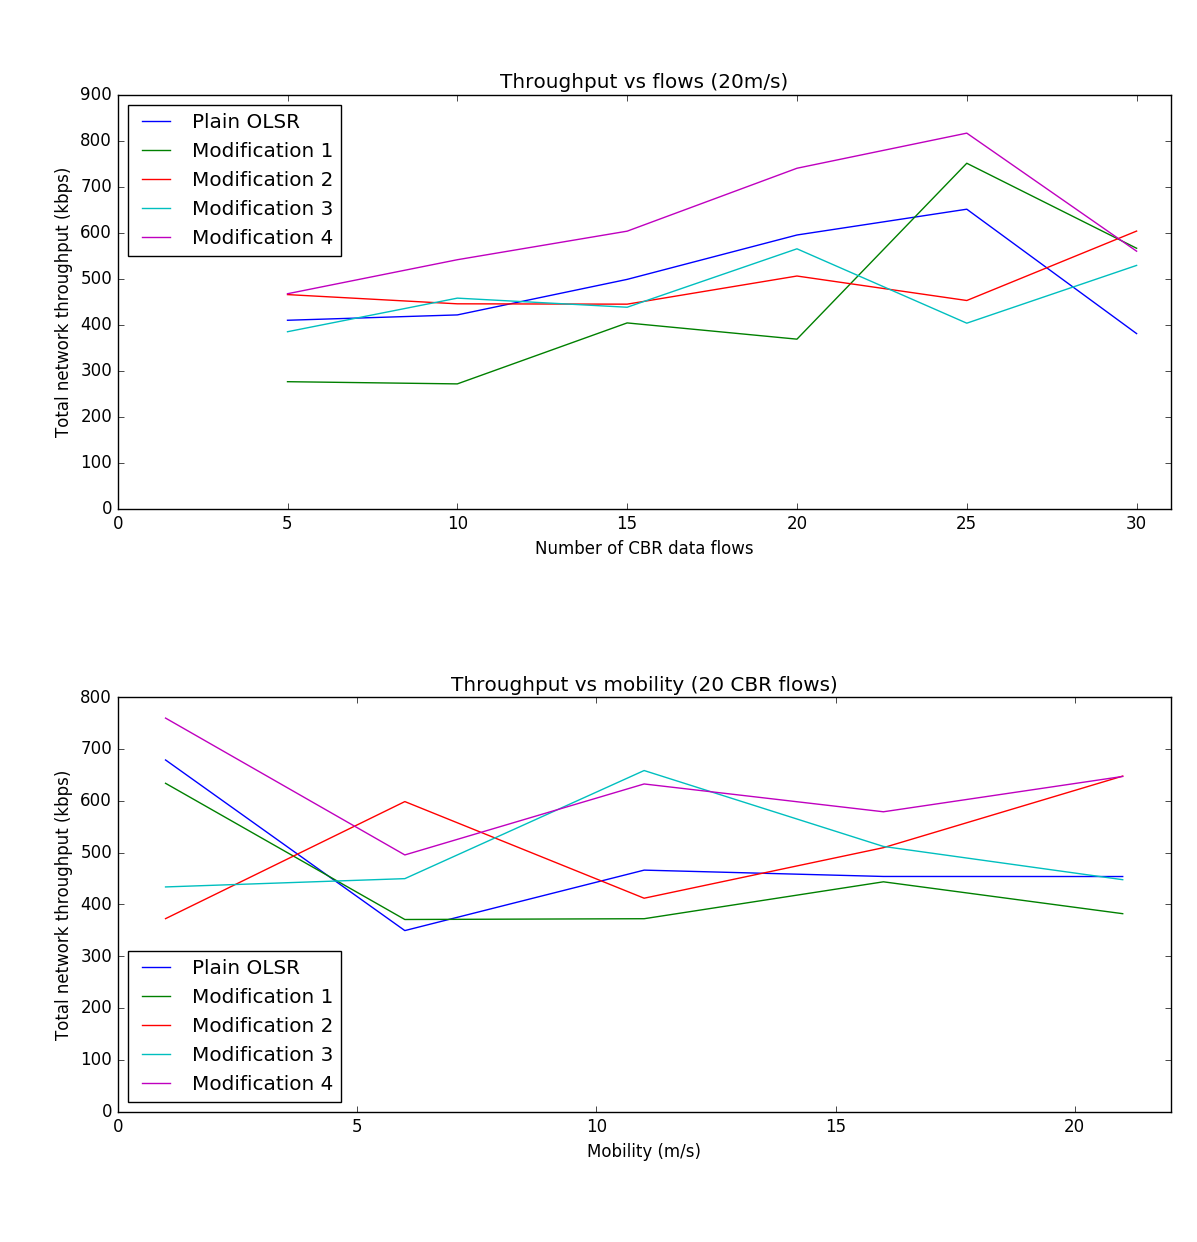 Throughput vs flows (20m/s)
900
800
700
600
500
400
300
200
100
0
Total network throughput (kbps)
Plain OLSR
Modification 1
Modification 2
Modification 3
Modification 4
0 5 10 15 20 25 30
Number of CBR data flows
Throughput vs mobility (20 CBR flows)
800
700
600
500
400
300
200
100
0
Total network throughput (kbps)
Plain OLSR
Modification 1
Modification 2
Modification 3
Modification 4
0 5 10 15 20
Mobility (m/s)